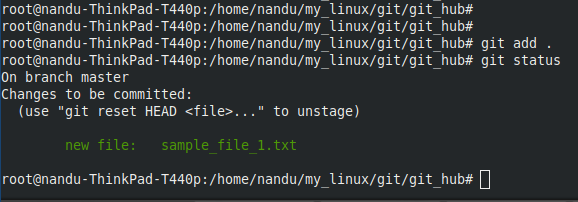 root@nandu-ThinkPad-T440p:/home/nandu/my_linux/git/git_hub#
root@nandu-ThinkPad-T440p:/home/nandu/my_linux/git/git_hub#
root@nandu-ThinkPad-T440p:/home/nandu/my_linux/git/git_hub# git add .
root@nandu-ThinkPad-T440p:/home/nandu/my_linux/git/git_hub# git status
On branch master
Changes to be committed:
  (use "git reset HEAD <file>..." to unstage)

        new file:   sample_file_1.txt

root@nandu-ThinkPad-T440p:/home/nandu/my_linux/git/git_hub#